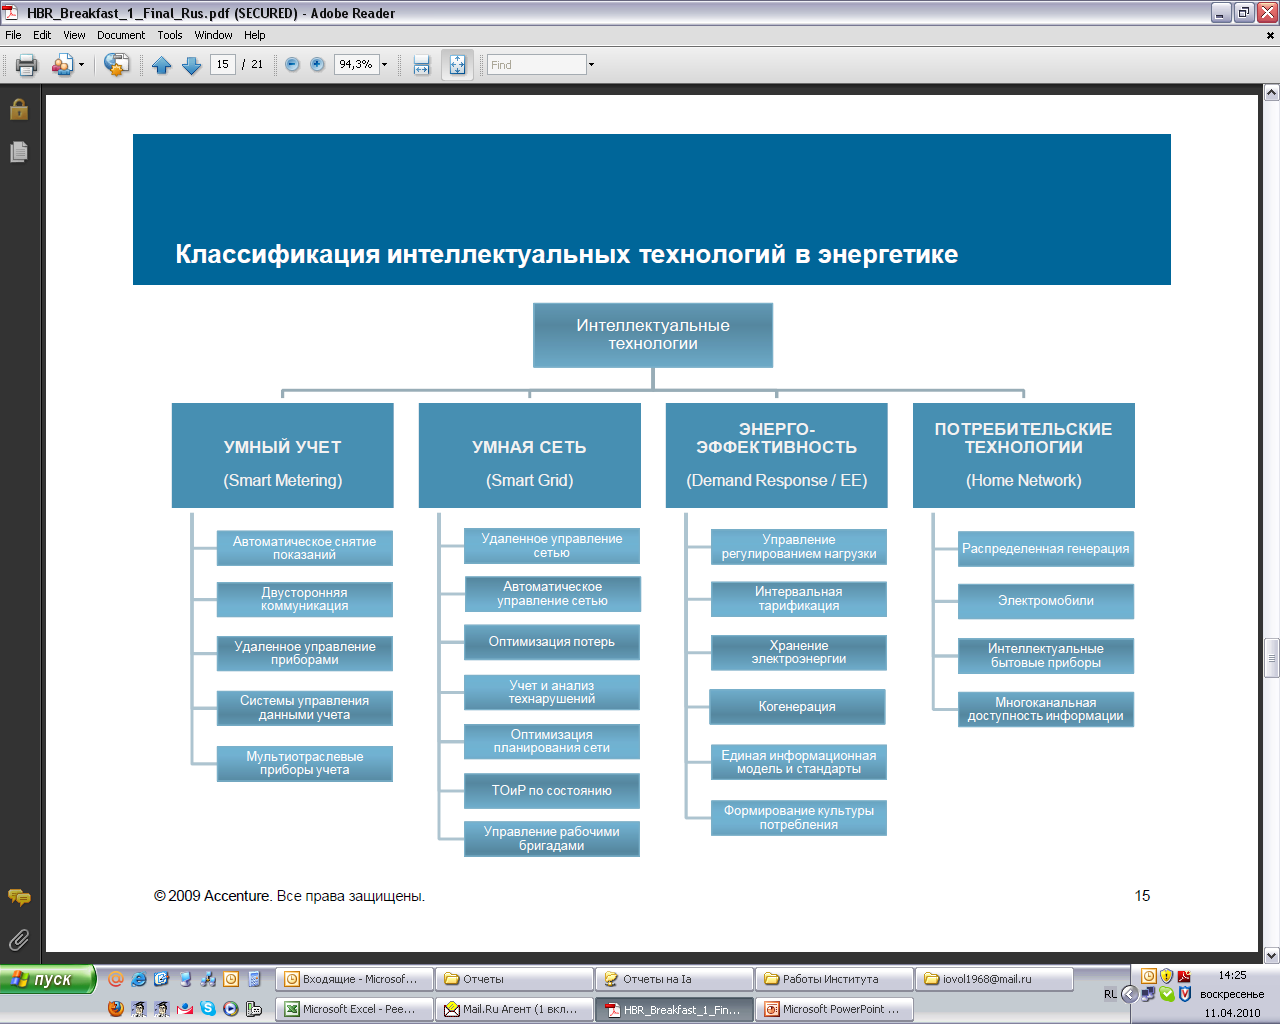 HBR_Breakfast_1_Final_Rus.pdf (SECURED) - Adobe Reader
File Edit View Document Tools Window Help
15 / 21 94,3% Find
Классификация интеллектуальных технологий в энергетике
Интеллектуальные
технологии
УМНЫЙ УЧЕТ
(Smart Metering)
Автоматическое снятие
показаний
Двусторонняя
коммуникация
Удаленное управление
приборами
Системы управления
данными учета
Мультиотраслевые
приборы учета
УМНАЯ СЕТЬ
(Smart Grid)
Удаленное управление
сетью
Автоматическое
управление сетью
Оптимизация потерь
Учет и анализ
технарушений
Оптимизация
планирования сети
ТОиР по состоянию
Управление рабочими
бригадами
ЭНЕРГО-
ЭФФЕКТИВНОСТЬ
(Demand Response / EE)
Управление
регулированием нагрузки
Интервальная
тарификация
Хранение
электроэнергии
Когенерация
Единая информационная
модель и стандарты
Формирование культуры
потребления
ПОТРЕБИТЕЛЬСКИЕ
ТЕХНОЛОГИИ
(Home Network)
Распределенная генерация
Электромобили
Интеллектуальные
бытовые приборы
Многоканальная
доступность информации
© 2009 Accenture. Все права защищены.
15
пуск
Входящие - Microsof...
Отчеты
Отчеты на Ia
Работы Института
iovol1968@mail.ru
Microsoft Excel - Рее...
Mail.Ru Агент (1 вкл...
HBR_Breakfast_1_Fin...
Microsoft PowerPoint ...
RL
14:25
воскресенье
11.04.2010